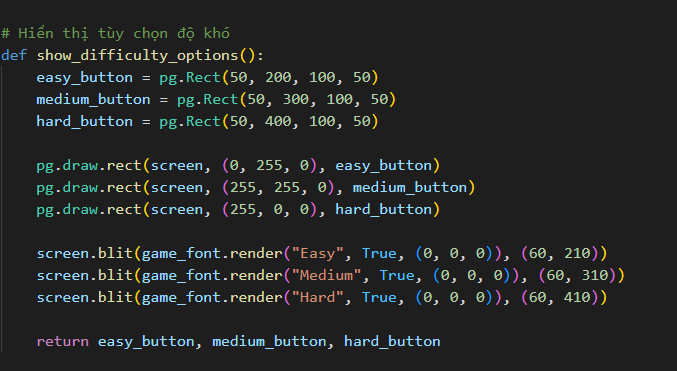 # Hiển thị tùy chọn độ khó
def show_difficulty_options():
    easy_button = pg.Rect(50, 200, 100, 50)
    medium_button = pg.Rect(50, 300, 100, 50)
    hard_button = pg.Rect(50, 400, 100, 50)

    pg.draw.rect(screen, (0, 255, 0), easy_button)
    pg.draw.rect(screen, (255, 255, 0), medium_button)
    pg.draw.rect(screen, (255, 0, 0), hard_button)

    screen.blit(game_font.render("Easy", True, (0, 0, 0)), (60, 210))
    screen.blit(game_font.render("Medium", True, (0, 0, 0)), (60, 310))
    screen.blit(game_font.render("Hard", True, (0, 0, 0)), (60, 410))

    return easy_button, medium_button, hard_button